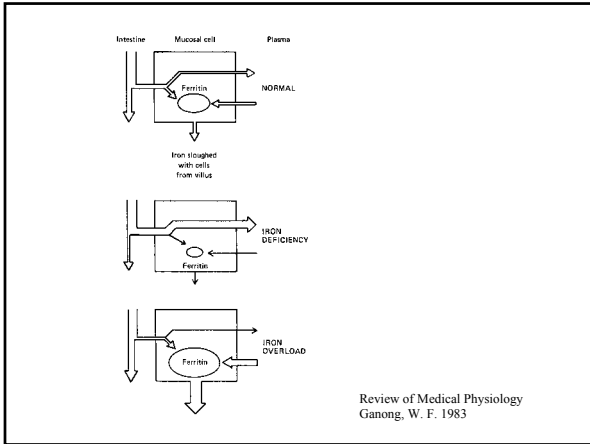 Intestine Mucosal cell Plasma
Ferritin
NORMAL
Iron sloughed
with cells
from villus
IRON
DEFICIENCY
Ferritin
IRON
OVERLOAD
Ferritin
Review of Medical Physiology
Ganong, W. F. 1983